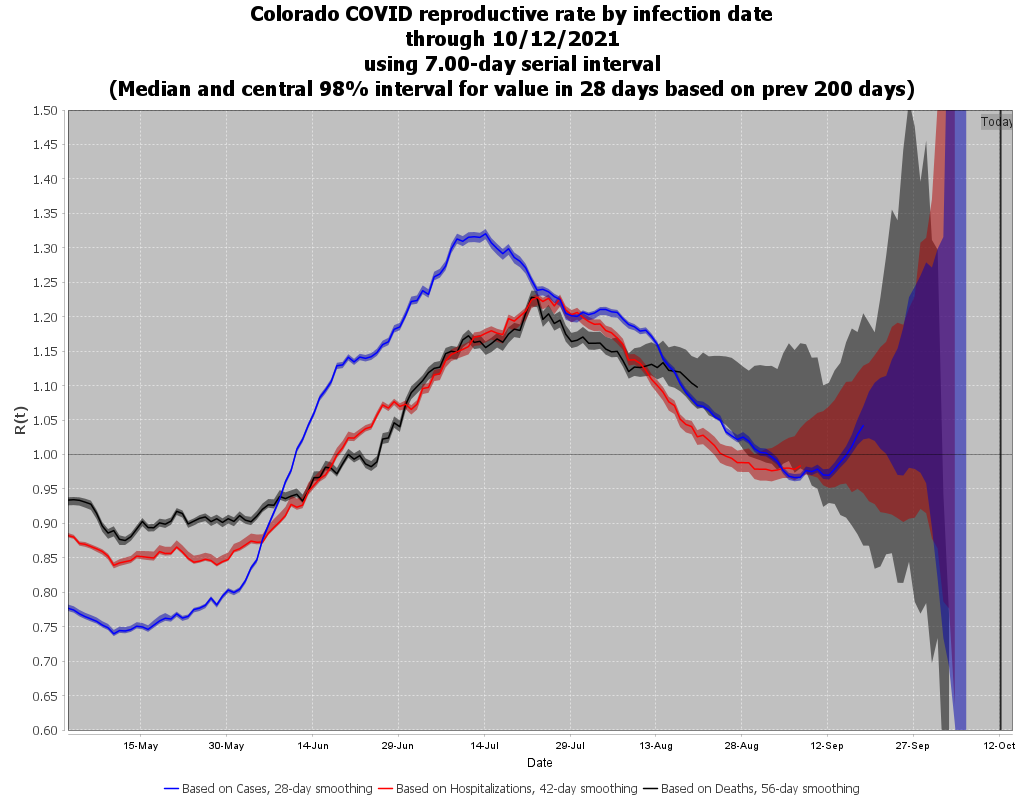 Colorado COVID reproductive rate by infection date
through 10/12/2021
using 7.00-day serial interval
(Median and central 98% interval for value in 28 days based on prev 200 days)
Today
1.50
1.45
1.40
1.35
1.30
1.25
1.20
1.15
1.10
1.05
1.00
0.95
0.90
0.85
0.80
0.75
0.70
0.65
0.60
R(t)
15-May 30-May 14-Jun 29-Jun 14-Jul 29-Jul 13-Aug 28-Aug 12-Sep 27-Sep 12-Oct
Date
Based on Cases, 28-day smoothing Based on Hospitalizations, 42-day smoothing Based on Deaths, 56-day smoothing